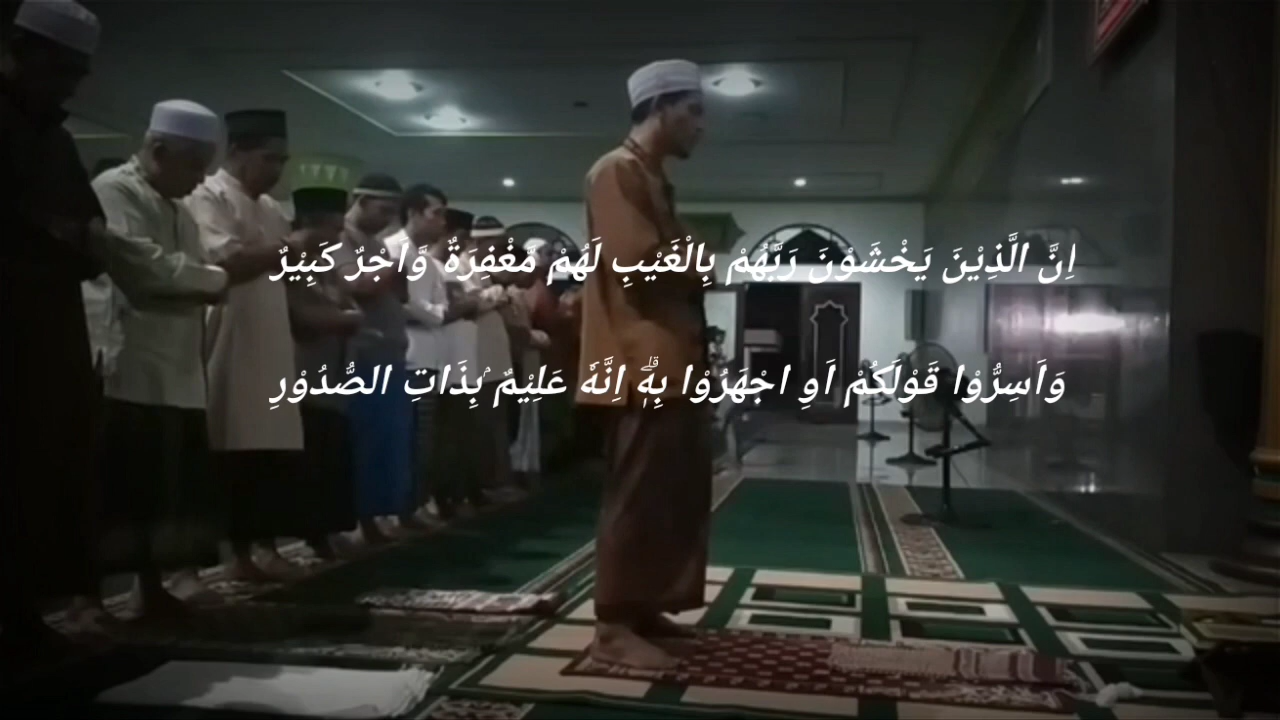 اِنَّ الَّذِيْنَ يَخْشَوْنَ رَبَّهُمْ بِالْغَيْبِ لَهُمْ مَّغْفِرَةٌ وَّاَجْرٌ كَبِيْرٌ
وَاَسِرُّوْا قَوْلَكُمْ اَوِ اجْهَرُوْا بِهٖۗ اِنَّهٗ عَلِيْمٌ ۢبِذَاتِ الصُّدُوْرِ